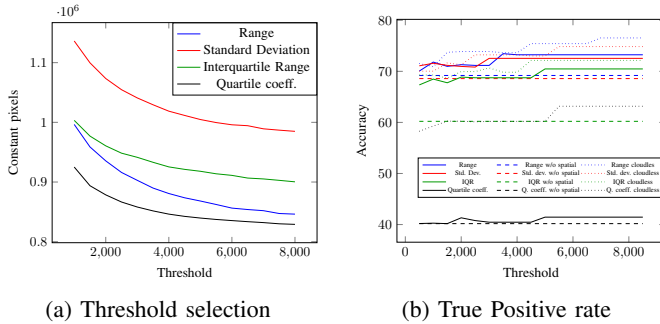 ·10⁶
Range
Standard Deviation
Interquartile Range
Quartile coeff.
1.1
1
0.9
0.8
Constant pixels
2,000 4,000 6,000 8,000
Threshold
(a) Threshold selection
80
70
60
50
40
Accuracy
Range Range w/o spatial Range cloudless
Std. Dev. Std. dev. w/o spatial Std. dev. cloudless
IQR IQR w/o spatial IQR cloudless
Quartile coeff. Q. coeff. w/o spatial Q. coeff. cloudless
0 2,000 4,000 6,000 8,000
Threshold
(b) True Positive rate